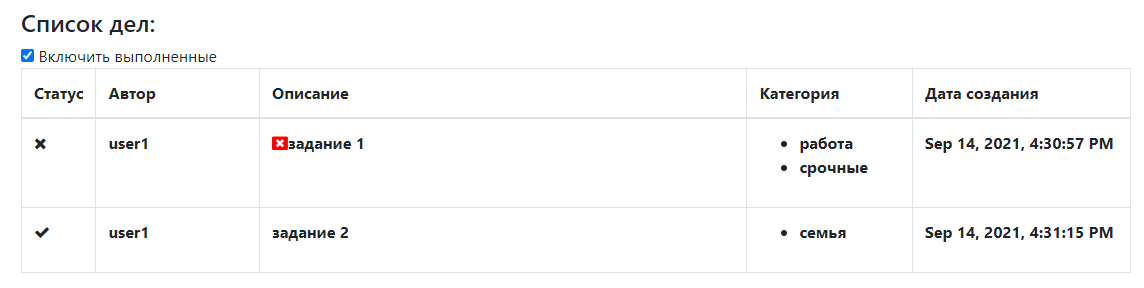 Список дел:
Включить выполненные
Статус Автор Описание Категория Дата создания
user1 задание 1 работа Sep 14, 2021, 4:30:57 PM
срочные
user1 задание 2 семья Sep 14, 2021, 4:31:15 PM